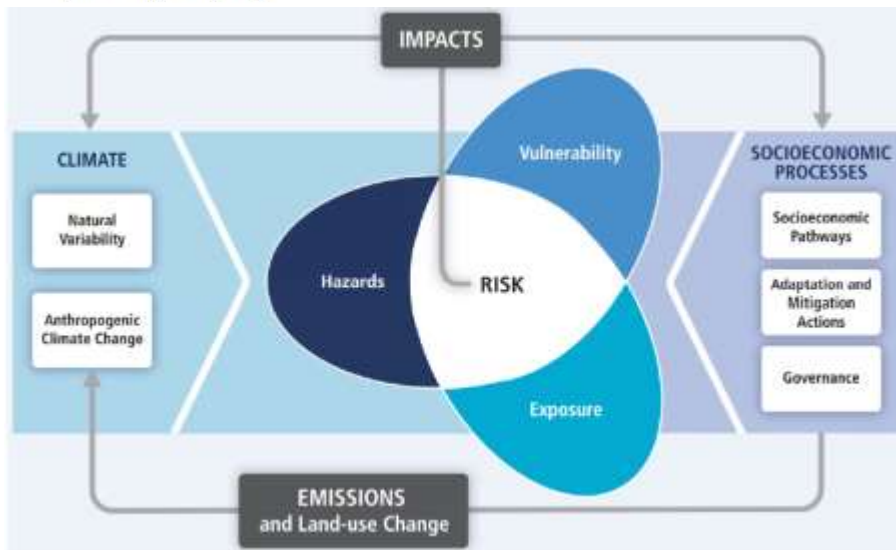 IMPACTS
CLIMATE
Natural
Variability
Anthropogenic
Climate Change
Hazards
Vulnerability
RISK
Exposure
SOCIOECONOMIC
PROCESSES
Socioeconomic
Pathways
Adaptation and
Mitigation
Actions
Governance
EMISSIONS
and Land-use Change